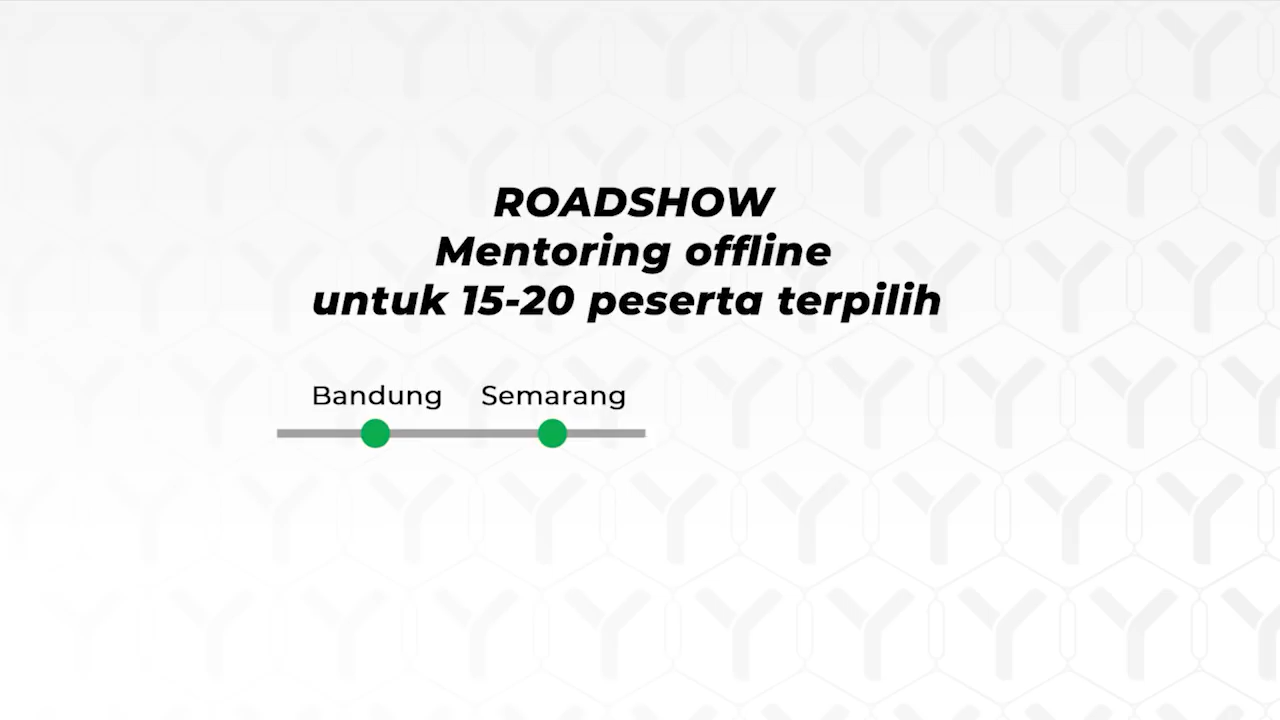 ROADSHOW
Mentoring offline
untuk 15-20 peserta terpilih
Bandung Semarang